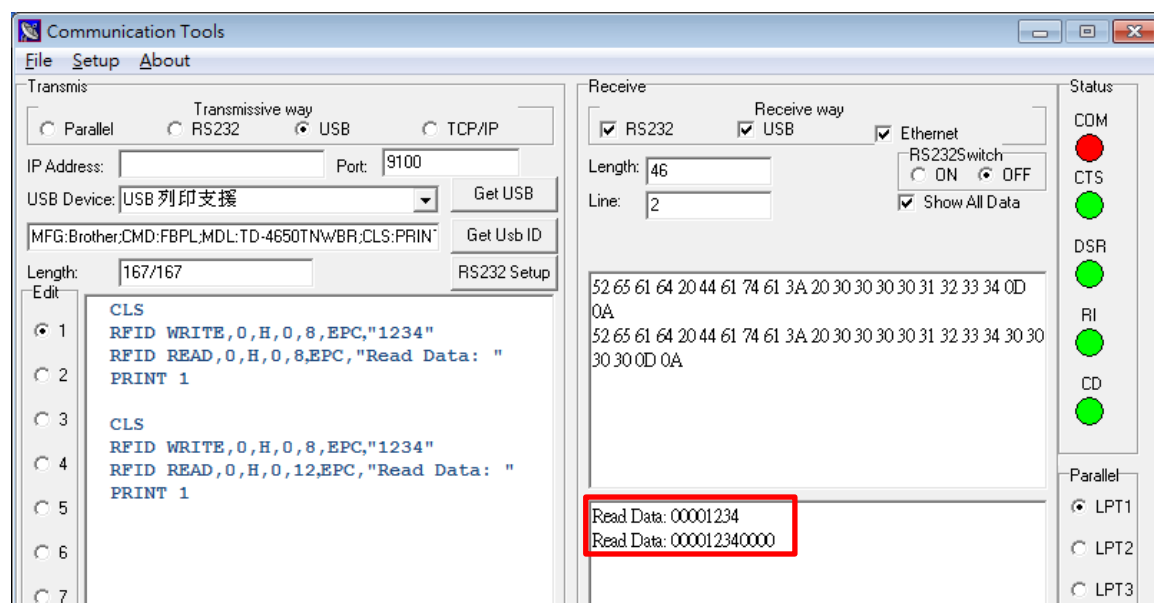 Communication Tools
File Setup About
Transmis
Transmissive way
Parallel RS232 USB TCP/IP
IP Address: Port: 9100
USB Device: USB 列印支援 Get USB
MFG:Brother;CMD:FBPL;MDL:TD-4650TNWBR;CLS:PRIN Get Usb ID
Length: 167/167 RS232 Setup
Edit
1
2
3
4
5
6
7
CLS
RFID WRITE,0,H,0,8,EPC,"1234"
RFID READ,0,H,0,8,EPC,"Read Data: "
PRINT 1
CLS
RFID WRITE,0,H,0,8,EPC,"1234"
RFID READ,0,H,0,12,EPC,"Read Data: "
PRINT 1
Receive
Receive way
RS232 USB Ethernet
Length: 46
RS232Switch
ON OFF
Line: 2
Show All Data
52 65 61 64 20 44 61 74 61 3A 20 30 30 30 30 31 32 33 34 0D
0A
52 65 61 64 20 44 61 74 61 3A 20 30 30 30 30 31 32 33 34 30 30
30 30 0D 0A
Read Data: 00001234
Read Data: 000012340000
Status
COM
CTS
DSR
RI
CD
Parallel
LPT1
LPT2
LPT3